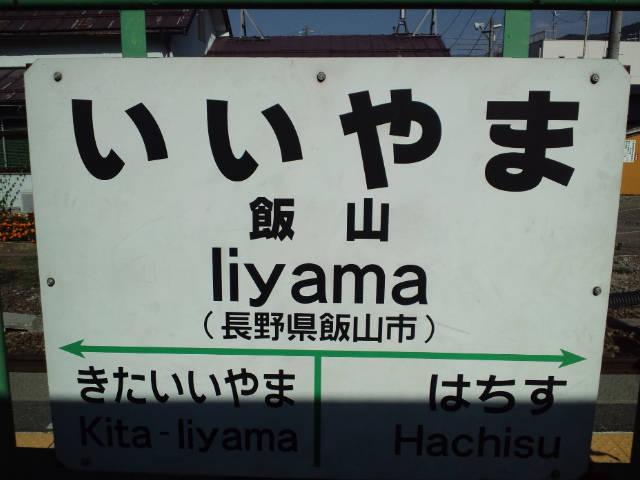 いいやま
飯山
Iiyama
（長野県飯山市）
きたいいやま はちす
Kita-Iiyama Hachisu